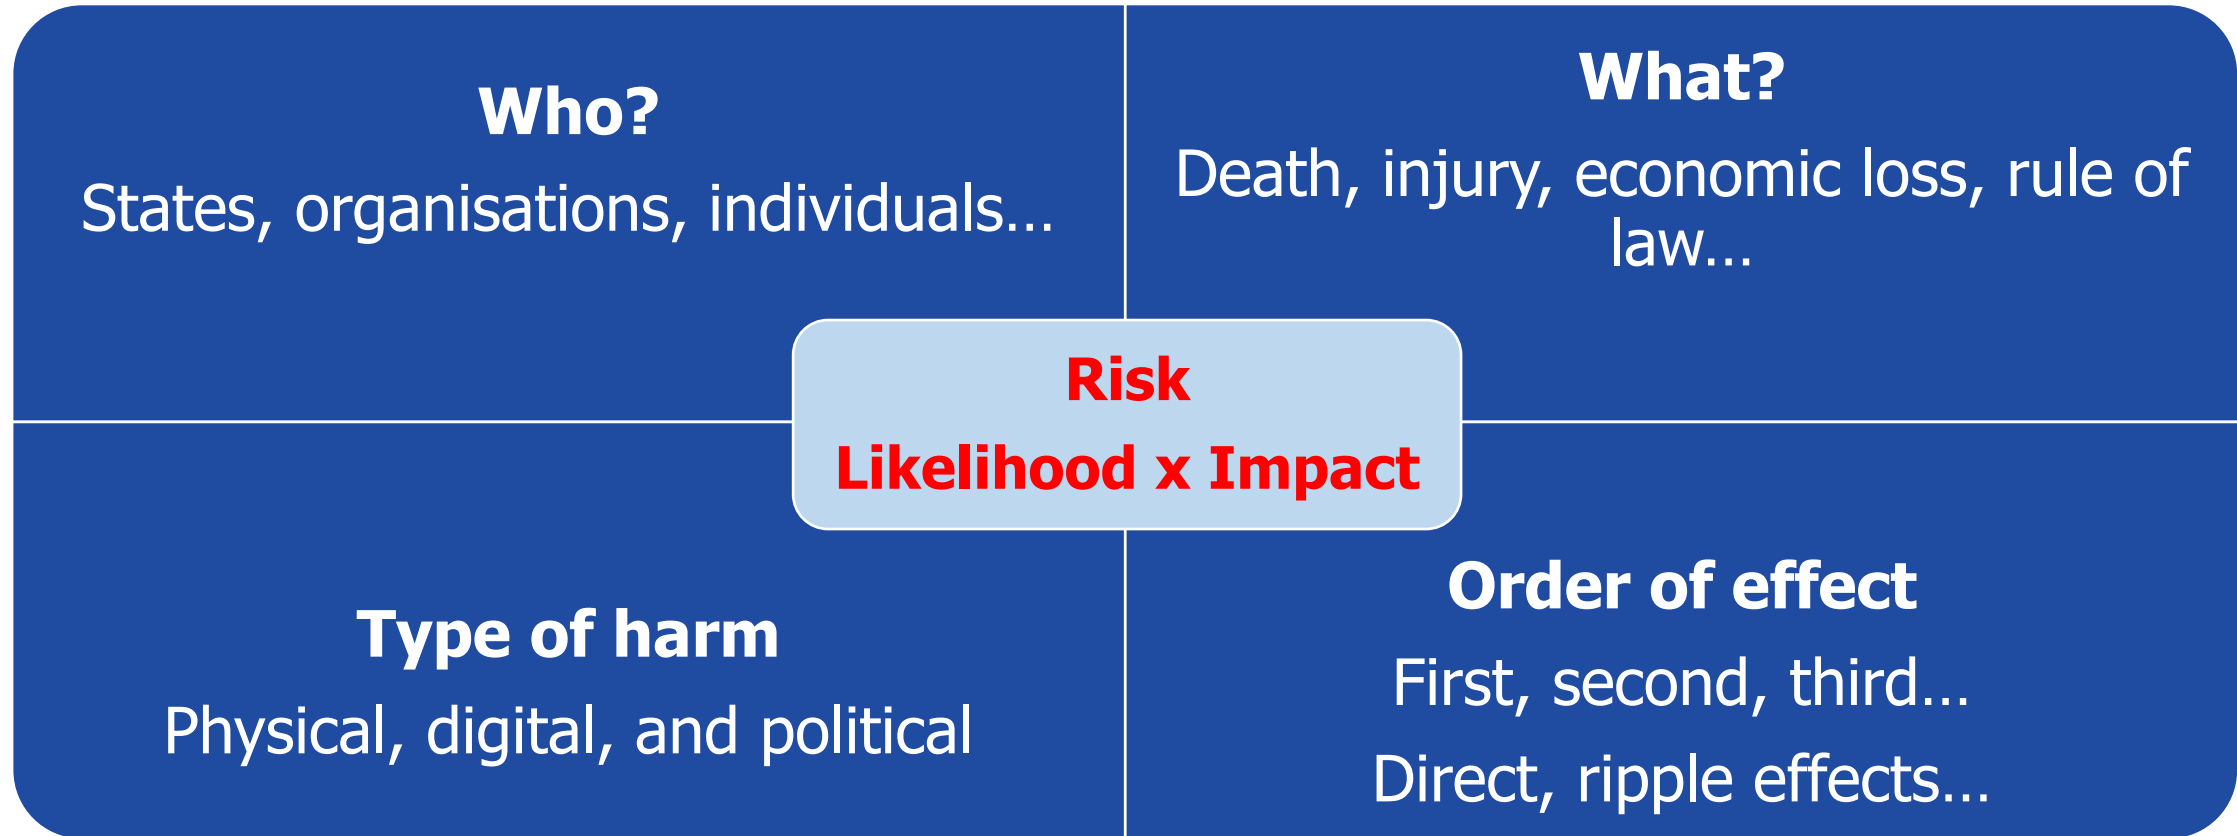 Who?
States, organisations, individuals…
What?
Death, injury, economic loss, rule of
law…
Risk
Likelihood x Impact
Type of harm
Physical, digital, and political
Order of effect
First, second, third…
Direct, ripple effects…